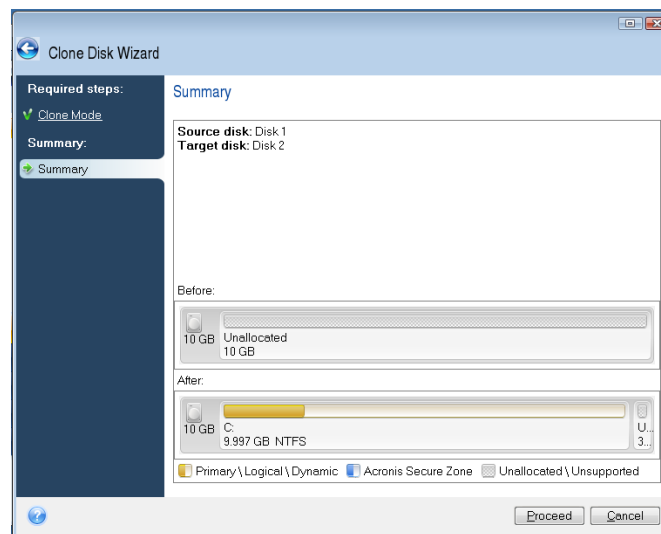 Clone Disk Wizard
Required steps:
Clone Mode
Summary:
Summary
Summary
Source disk: Disk 1
Target disk: Disk 2
Before:
10 GB
Unallocated
10 GB
After:
10 GB
C:
9.997 GB NTFS
U...
3...
Primary \ Logical \ Dynamic
Acronis Secure Zone
Unallocated \ Unsupported
Proceed
Cancel